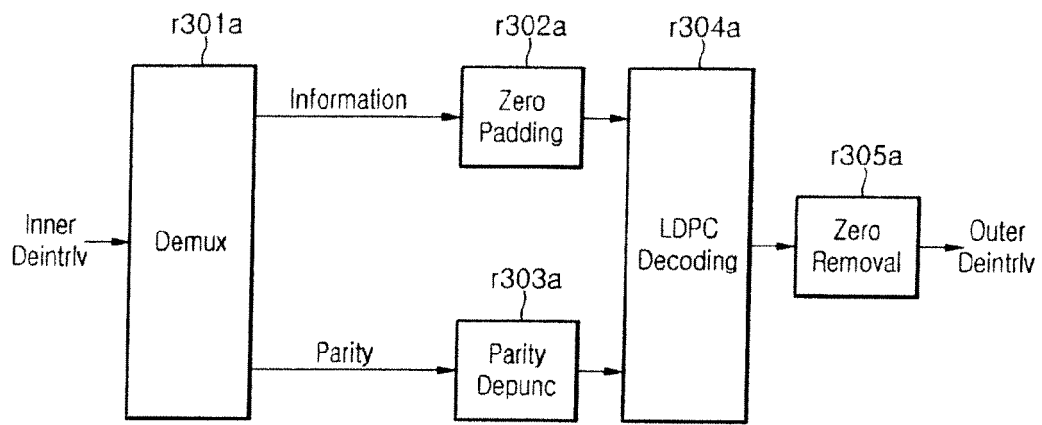 r301a
r302a
r304a
Information
Zero
Padding
r305a
Inner
Deintrlv
Demux
LDPC
Decoding
Zero
Removal
Outer
Deintrlv
r303a
Parity
Parity
Depunc